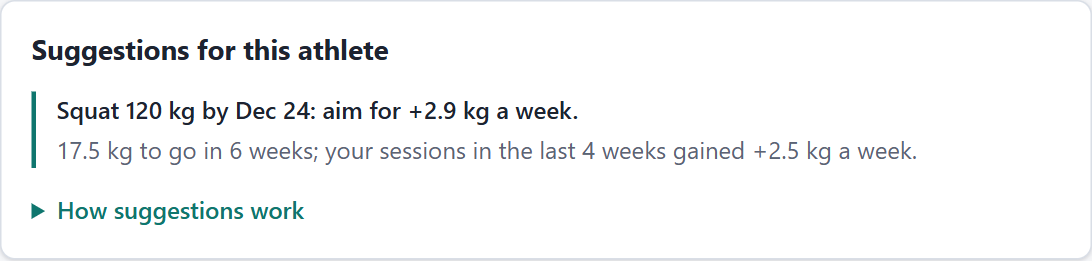 Suggestions for this athlete
Squat 120 kg by Dec 24: aim for +2.9 kg a week.
17.5 kg to go in 6 weeks; your sessions in the last 4 weeks gained +2.5 kg a week.
How suggestions work